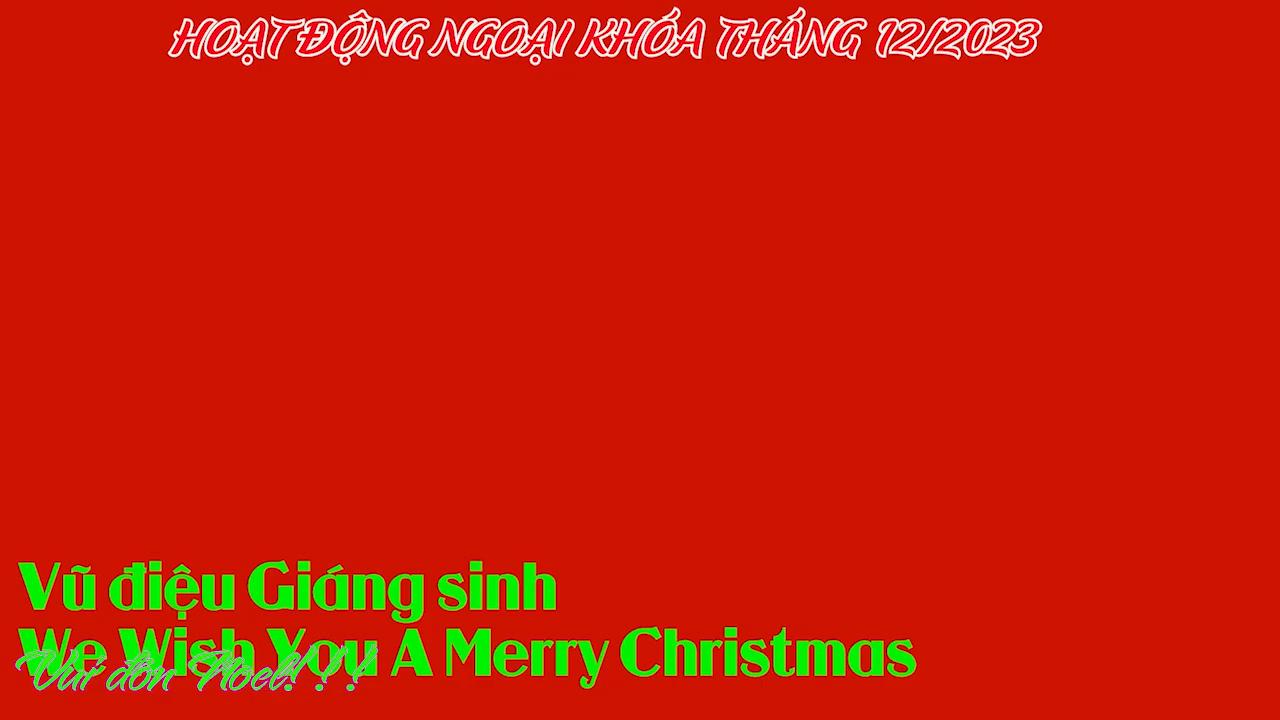 HOẠT ĐỘNG NGOẠI KHÓA THÁNG 12/2023
Vũ điệu Giáng sinh
We Wish You A Merry Christmas
Vui đón Noel! ! !